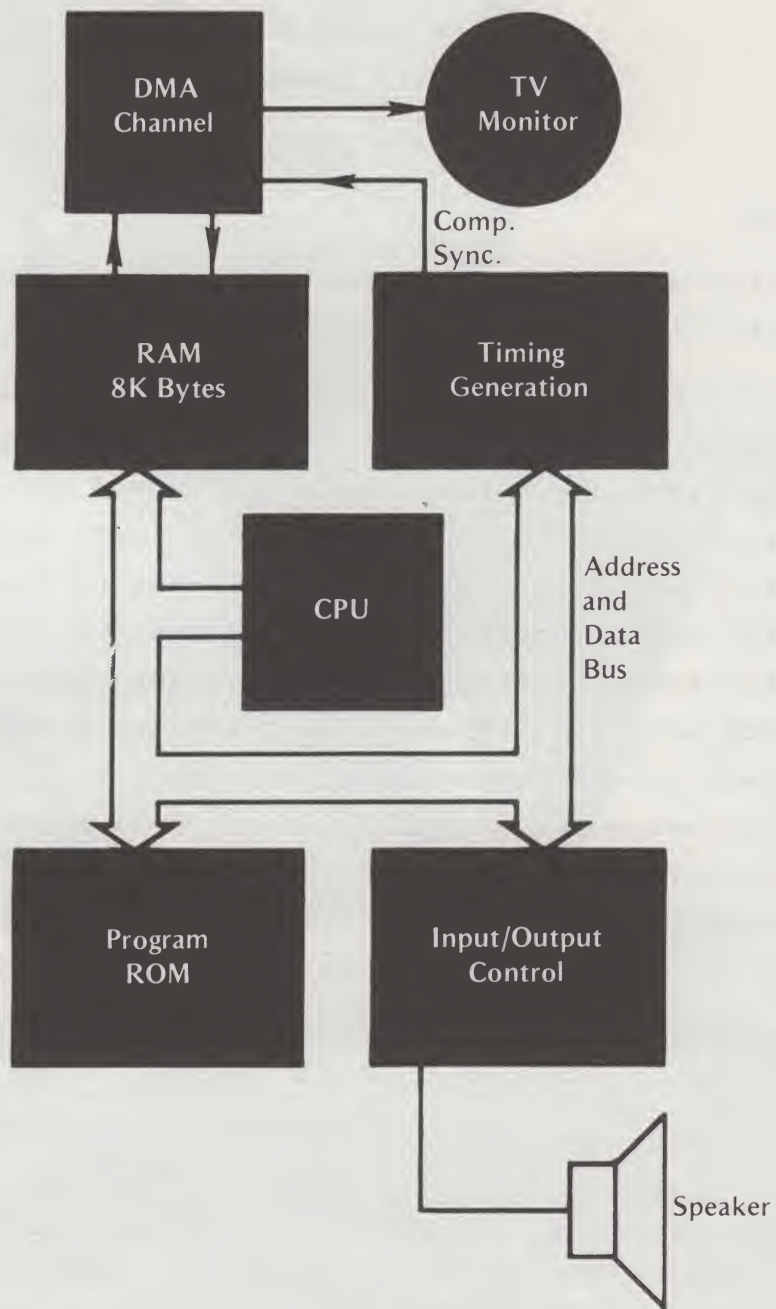 DMA
Channel
TV
Monitor
Comp.
Sync.
RAM
8K Bytes
Timing
Generation
CPU
Address
and
Data
Bus
Program
ROM
Input/Output
Control
Speaker